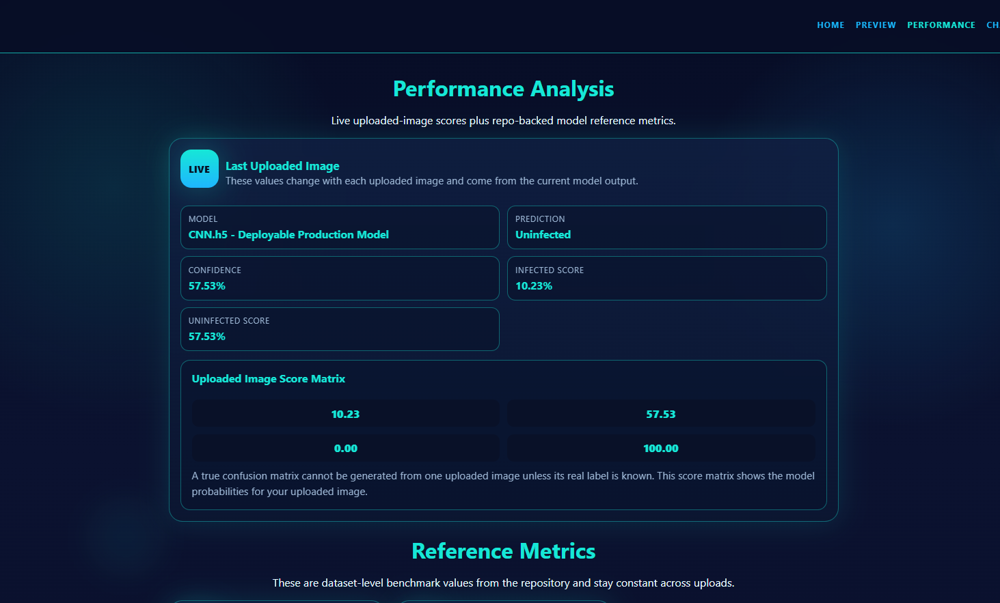 HOME PREVIEW PERFORMANCE CH
Performance Analysis
Live uploaded-image scores plus repo-backed model reference metrics.
LIVE
Last Uploaded Image
These values change with each uploaded image and come from the current model output.
MODEL
CNN.h5 - Deployable Production Model
PREDICTION
Uninfected
CONFIDENCE
57.53%
INFECTED SCORE
10.23%
UNINFECTED SCORE
57.53%
Uploaded Image Score Matrix
10.23 57.53
0.00 100.00
A true confusion matrix cannot be generated from one uploaded image unless its real label is known. This score matrix shows the model
probabilities for your uploaded image.
Reference Metrics
These are dataset-level benchmark values from the repository and stay constant across uploads.